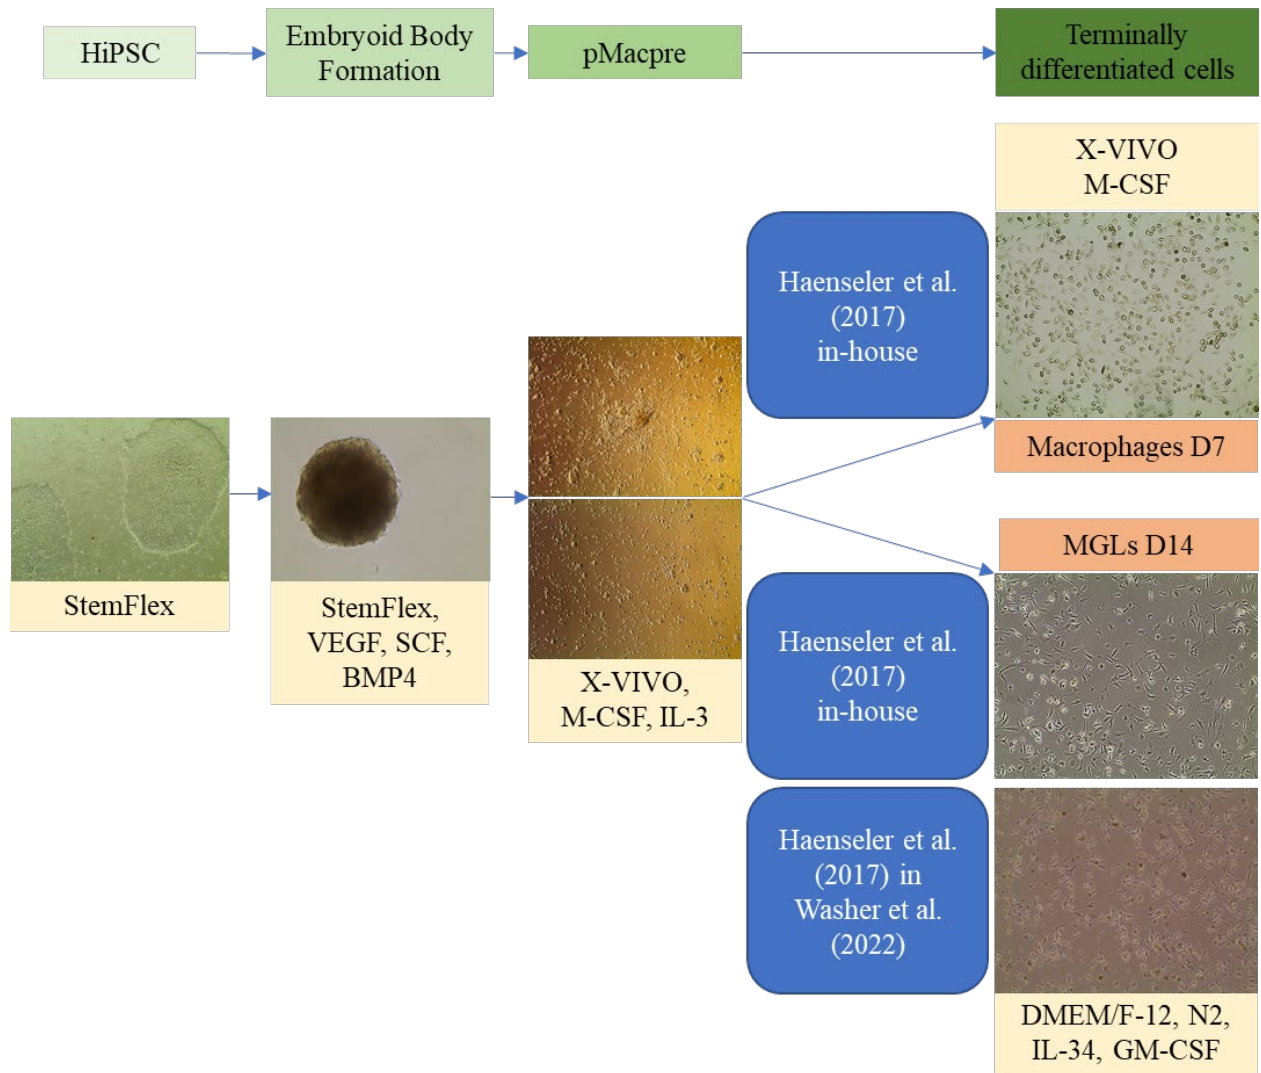 HiPSC
Embryoid Body
Formation
pMacpre
Terminally
differentiated cells
X-VIVO
M-CSF
Haenseler et al.
(2017)
in-house
Macrophages D7
StemFlex
StemFlex,
VEGF, SCF,
BMP4
X-VIVO,
M-CSF, IL-3
MGLs D14
Haenseler et al.
(2017)
in-house
Haenseler et al.
(2017) in
Washer et al.
(2022)
DMEM/F-12, N2,
IL-34, GM-CSF